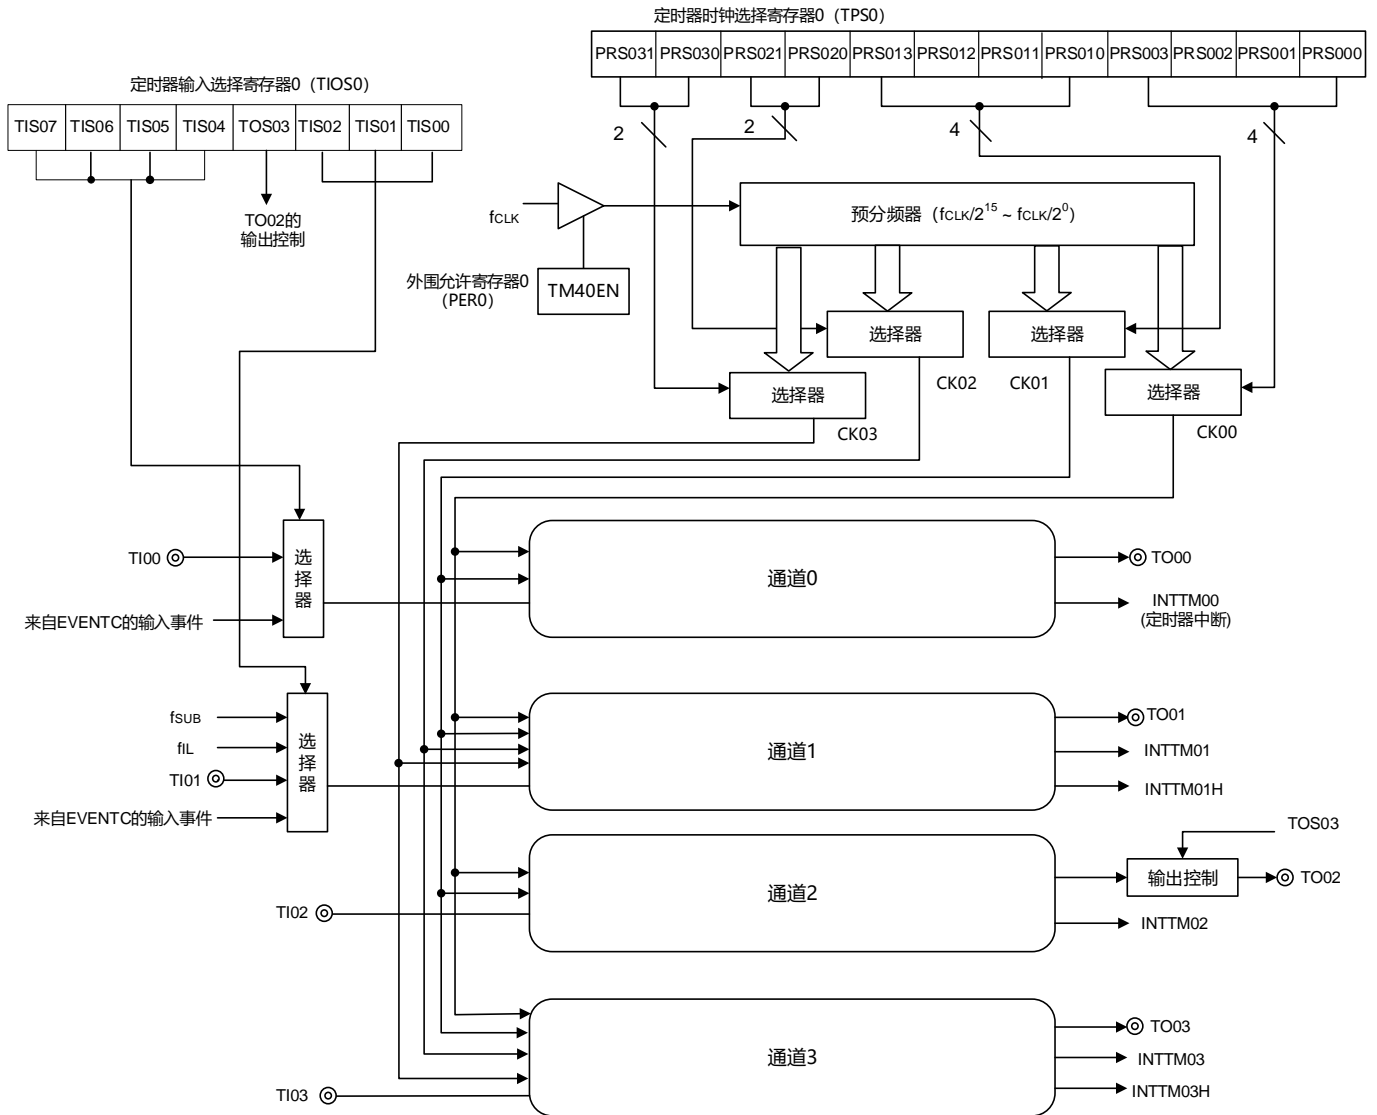 定时器时钟选择寄存器0（TPS0）
PRS031 PRS030 PRS021 PRS020 PRS013 PRS012 PRS011 PRS010 PRS003 PRS002 PRS001 PRS000
定时器输入选择寄存器0（TIOS0）
TIS07 TIS06 TIS05 TIS04 TOS03 TIS02 TIS01 TIS00
2
2
4
4
TO02的
输出控制
fCLK
预分频器（fCLK/2^15 ~ fCLK/2^0）
外围允许寄存器0
（PER0）
TM40EN
选择器
选择器
选择器
选择器
CK02
CK01
CK03
CK00
TI00
选择器
来自EVENTC的输入事件
通道0
TO00
INTTM00
(定时器中断)
fSUB
fIL
TI01
来自EVENTC的输入事件
选择器
通道1
TO01
INTTM01
INTTM01H
TOS03
通道2
输出控制
TO02
TI02
INTTM02
通道3
TO03
INTTM03
INTTM03H
TI03